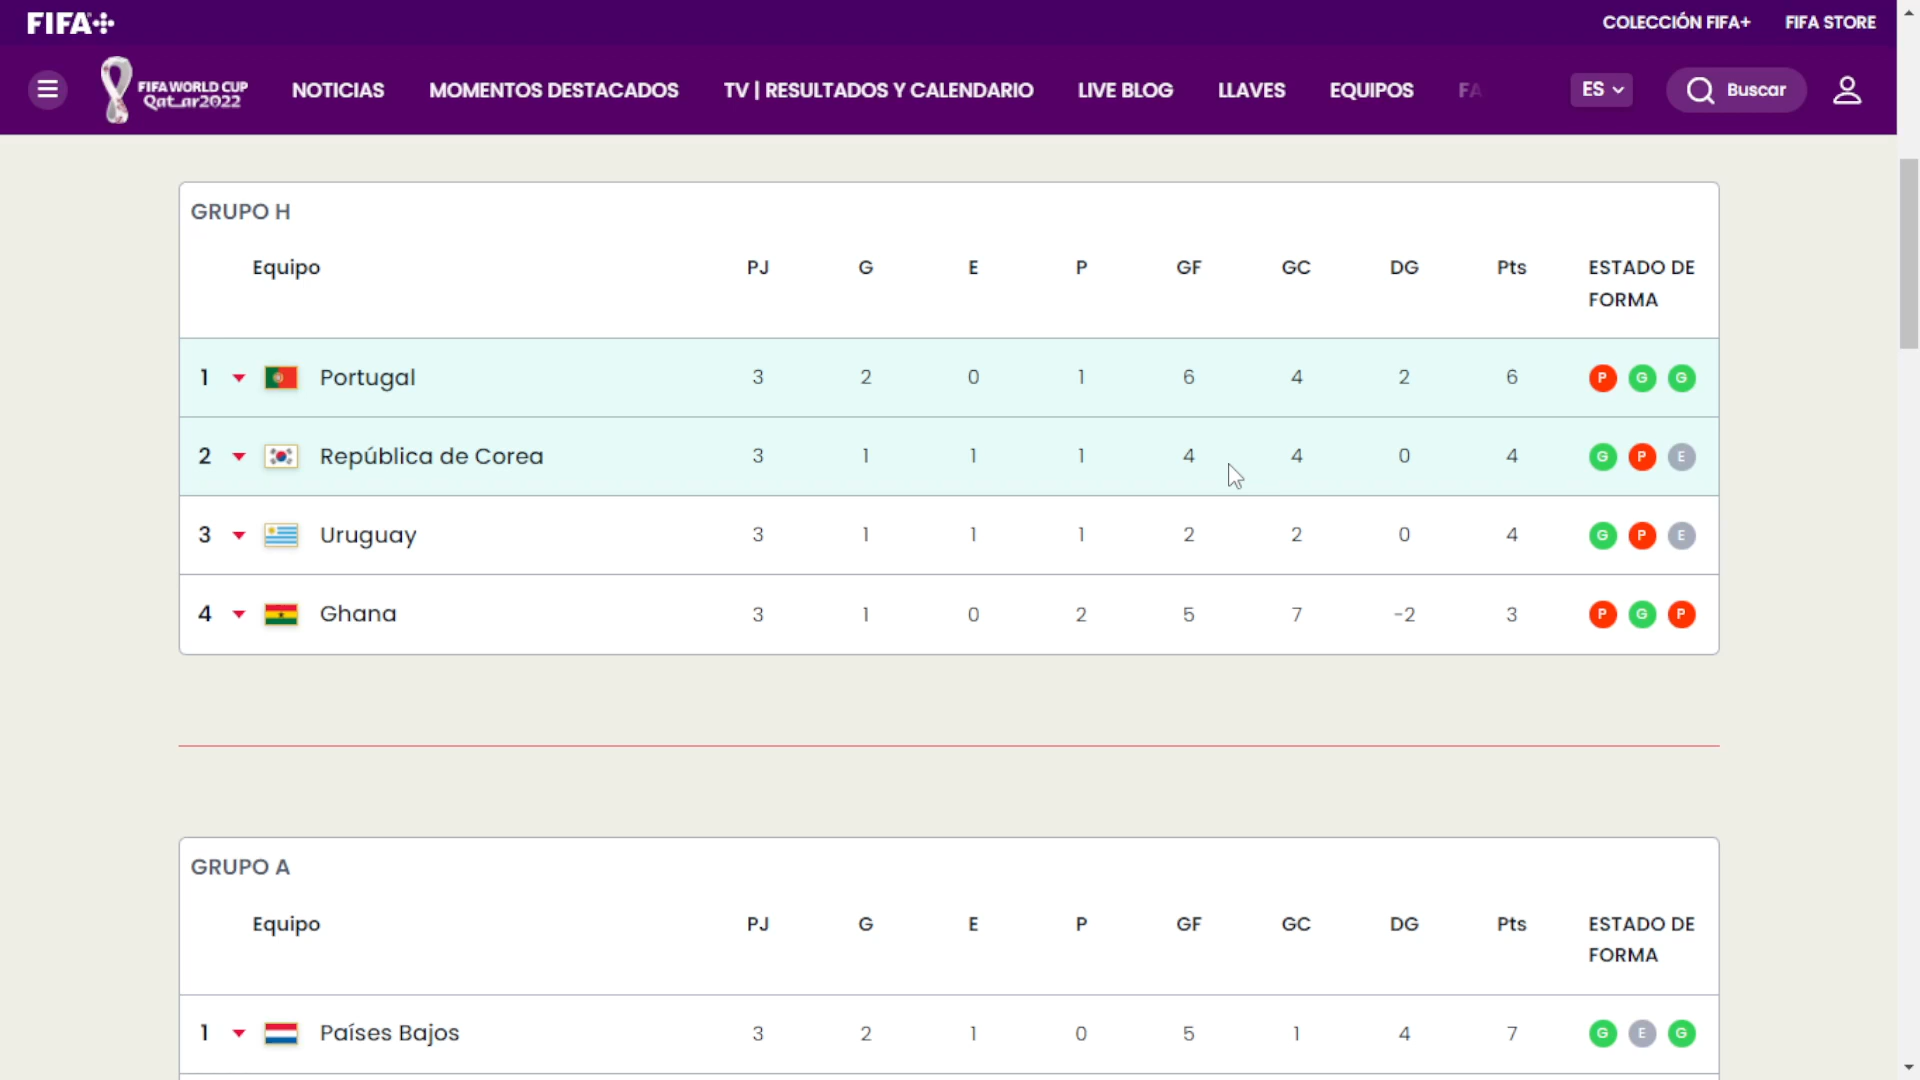 FIFA+
COLECCIÓN FIFA+ FIFA STORE
FIFA WORLD CUP
Qatar2022
NOTICIAS MOMENTOS DESTACADOS TV | RESULTADOS Y CALENDARIO LIVE BLOG LLAVES EQUIPOS FA ES Buscar
GRUPO H
Equipo PJ G E P GF GC DG Pts ESTADO DE
FORMA
1 Portugal 3 2 0 1 6 4 2 6 P G G
2 República de Corea 3 1 1 1 4 4 0 4 G P E
3 Uruguay 3 1 1 1 2 2 0 4 G P E
4 Ghana 3 1 0 2 5 7 -2 3 P G P
GRUPO A
Equipo PJ G E P GF GC DG Pts ESTADO DE
FORMA
1 Países Bajos 3 2 1 0 5 1 4 7 G E G